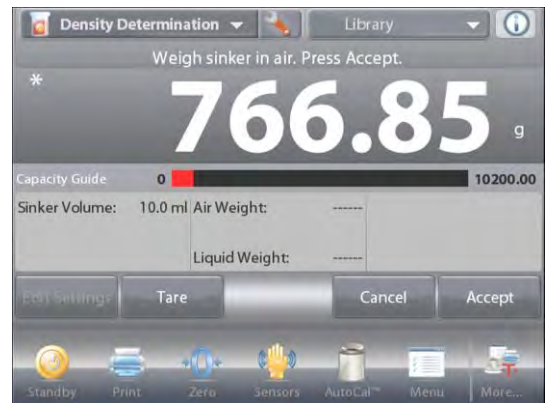 Density Determination Library
Weigh sinker in air. Press Accept.
*
766.85 g
Capacity Guide 0 10200.00
Sinker Volume: 10.0 ml Air Weight: ------
Liquid Weight: ------
Edit Settings Tare Cancel Accept
Standby Print Zero Sensors AutoCal™ Menu More...